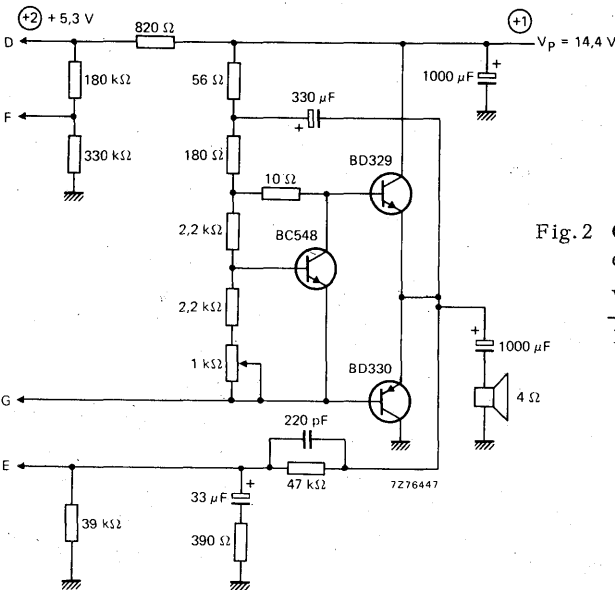 +2 + 5,3 V
+1
D
820 Ω
V_P = 14,4 V
180 kΩ
56 Ω
330 µF
+
1000 µF
+
F
330 kΩ
180 Ω
BD329
10 Ω
Fig. 2
2,2 kΩ
BC548
2,2 kΩ
+
1000 µF
1 kΩ
BD330
4 Ω
G
220 pF
E
+
33 µF
47 kΩ
7Z76447
39 kΩ
390 Ω